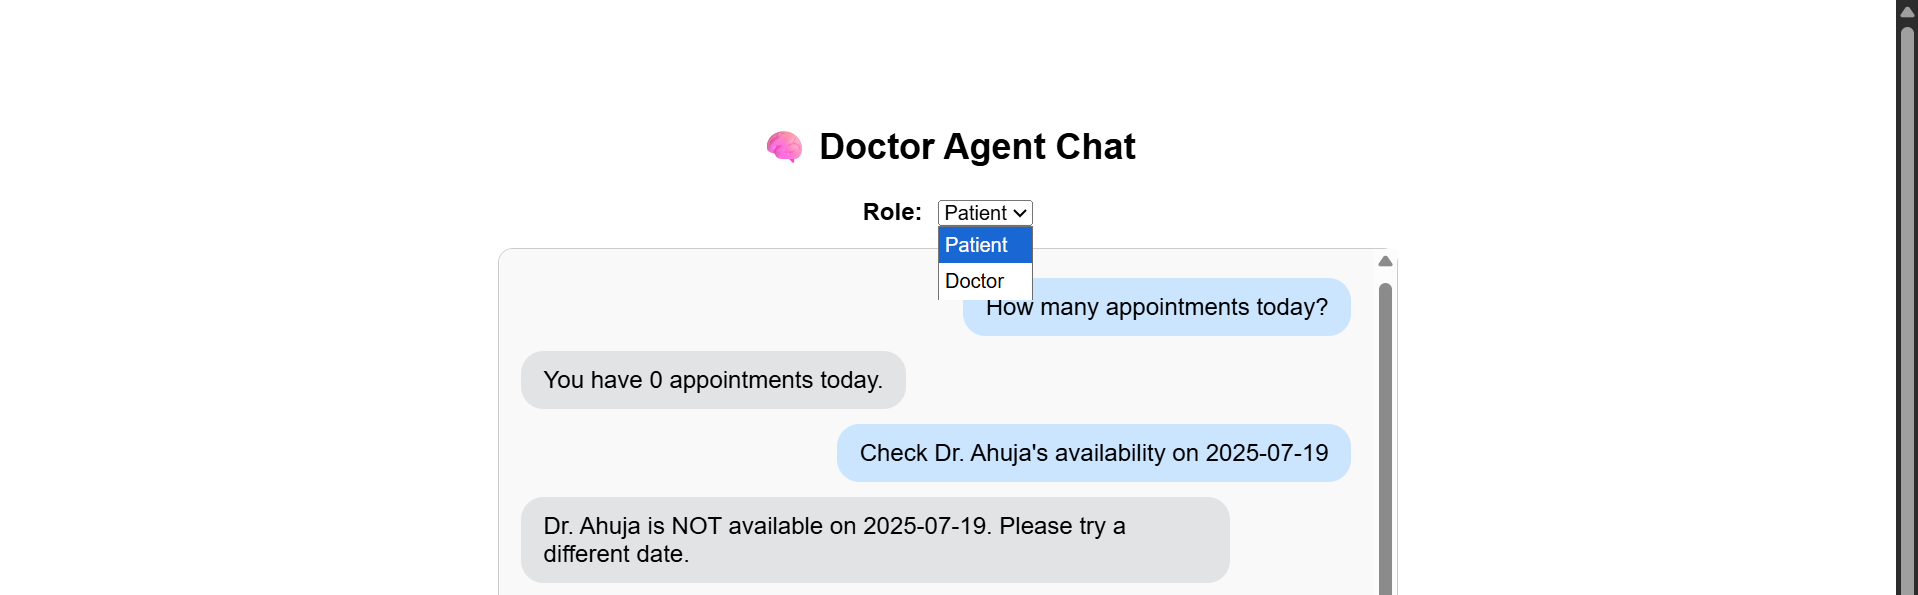 🧠 Doctor Agent Chat
Role: Patient
Patient
Doctor
How many appointments today?
You have 0 appointments today.
Check Dr. Ahuja's availability on 2025-07-19
Dr. Ahuja is NOT available on 2025-07-19. Please try a
different date.